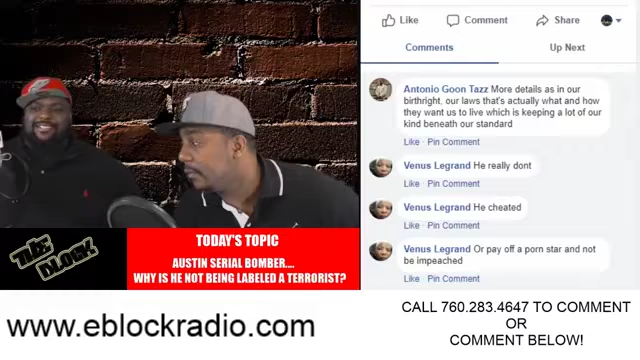 Like Comment Share
Comments Up Next
Antonio Goon Tazz More details as in our
birthright, our laws that's actually what and how
they want us to live which is keeping a lot of our
kind beneath our standard
Like · Pin Comment
Venus Legrand He really dont
Like · Pin Comment
Venus Legrand He cheated
Like · Pin Comment
Venus Legrand Or pay off a porn star and not
be impeached
Like · Pin Comment
THE
BLOCK
TODAY'S TOPIC
AUSTIN SERIAL BOMBER....
WHY IS HE NOT BEING LABELED A TERRORIST?
www.eblockradio.com
CALL 760.283.4647 TO COMMENT
OR
COMMENT BELOW!